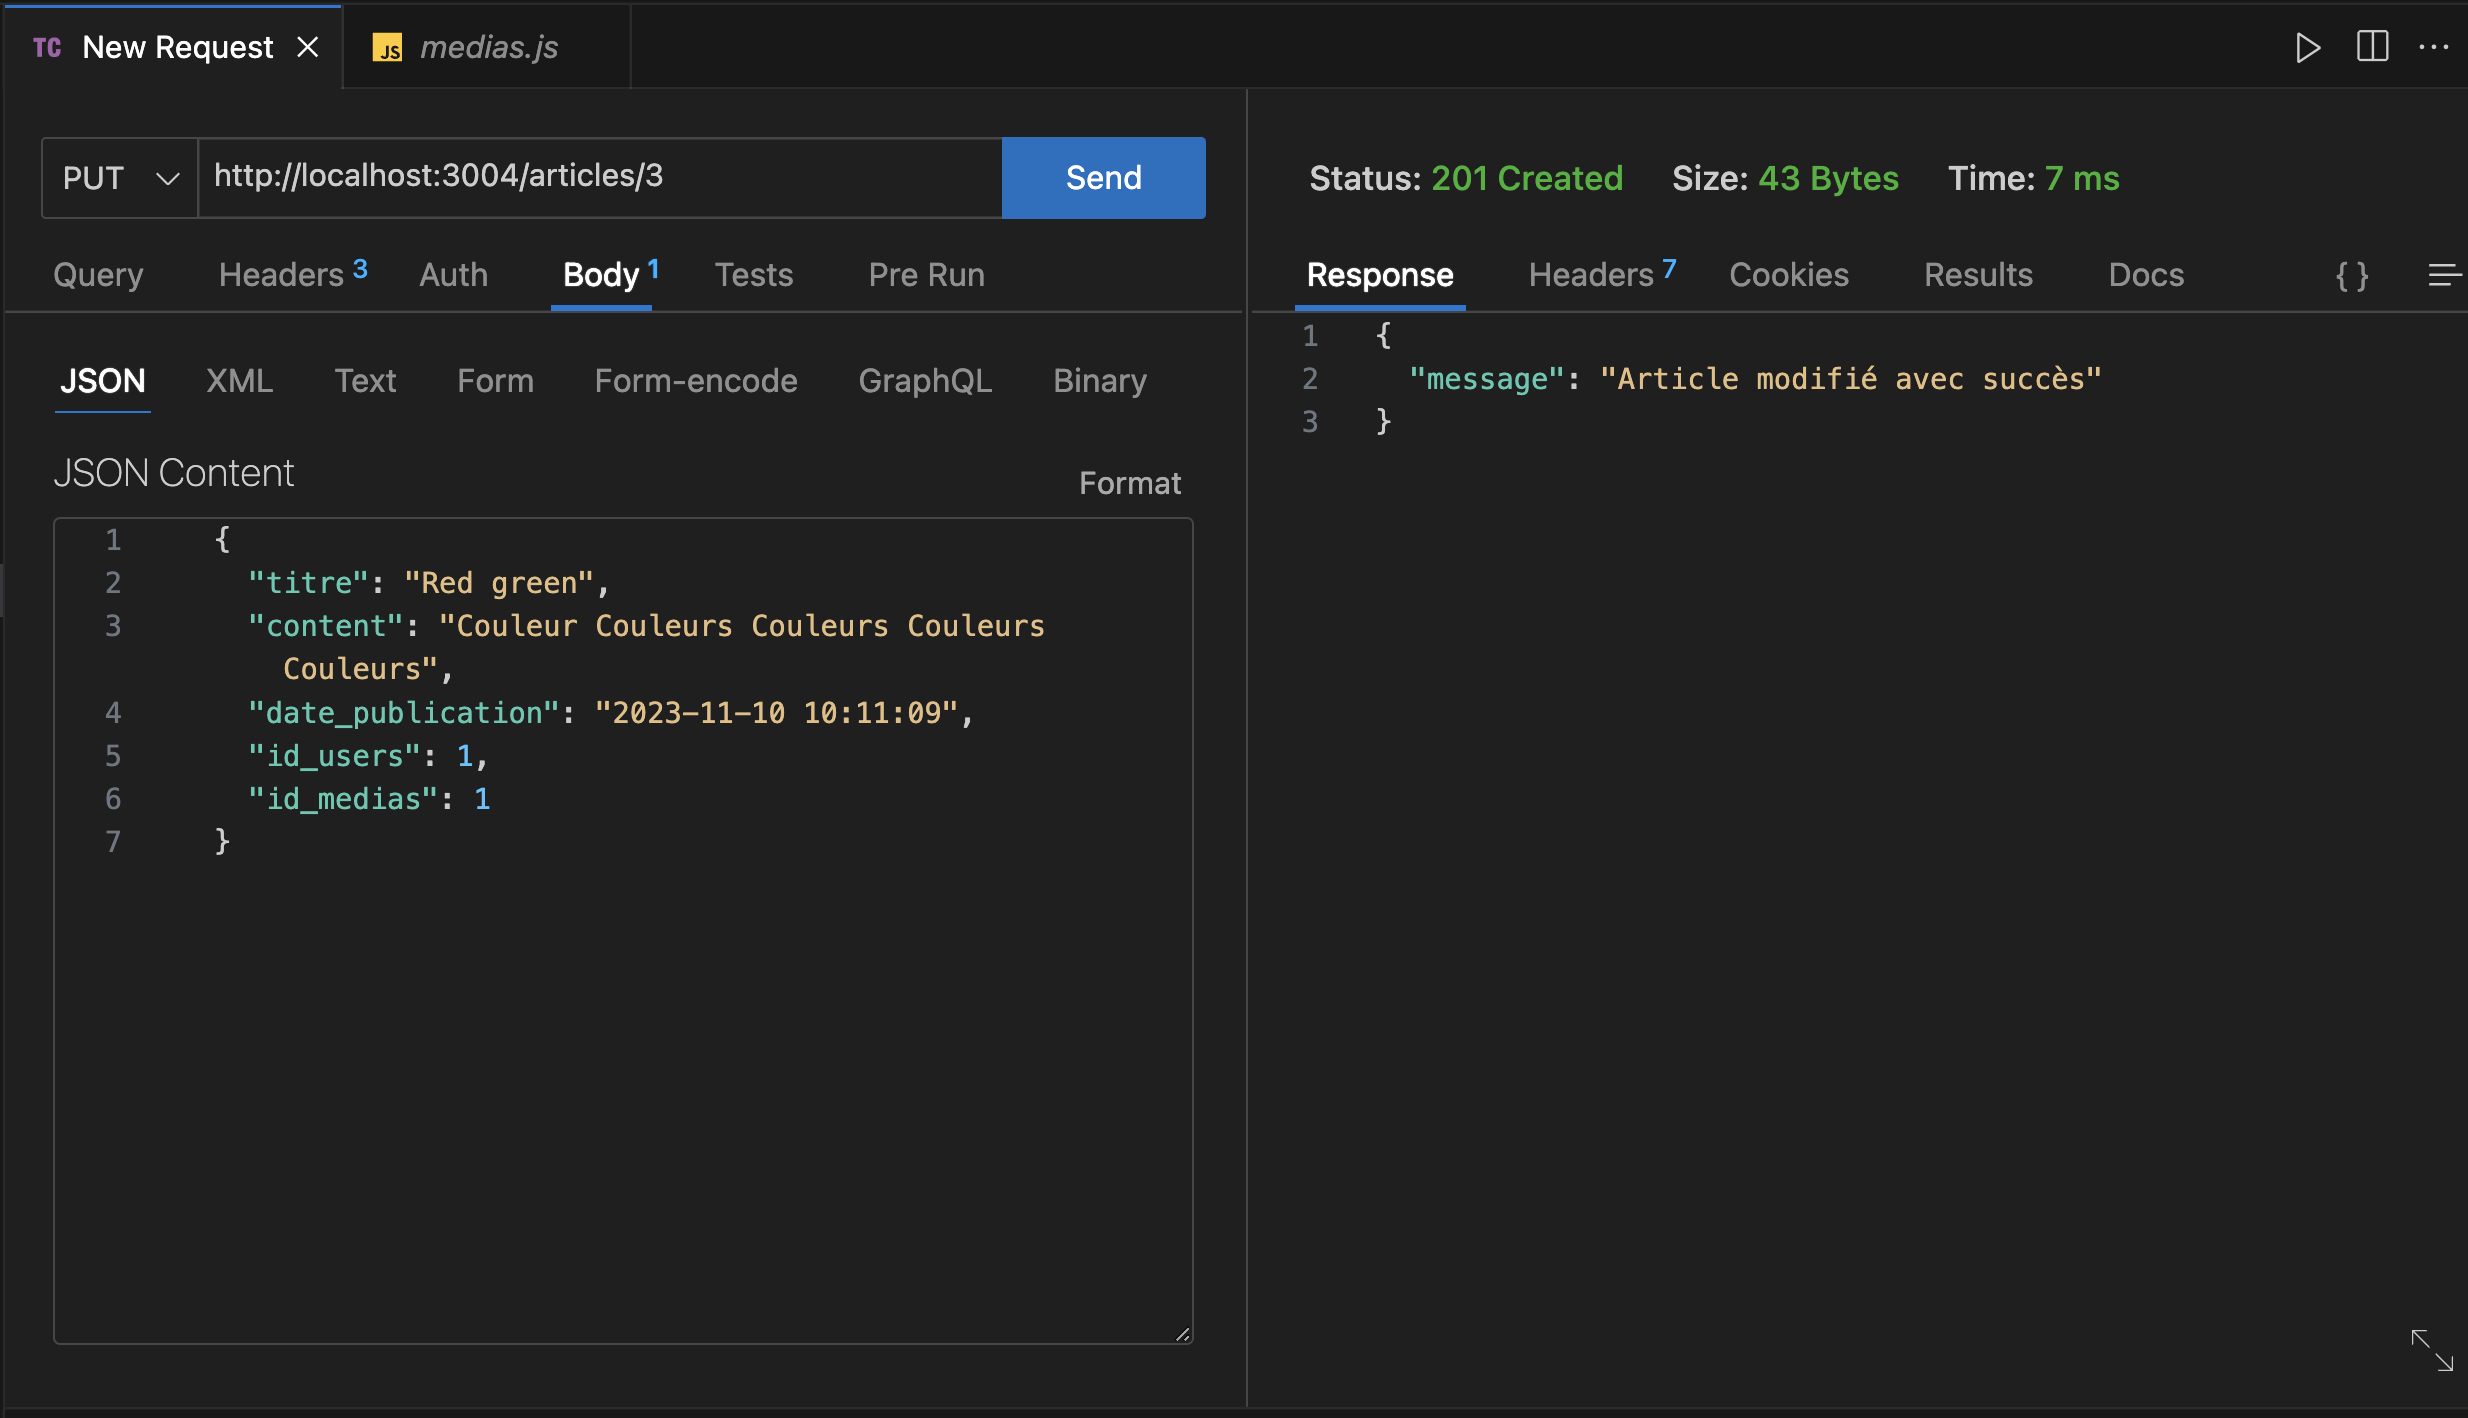 TC New Request
JS medias.js
PUT http://localhost:3004/articles/3 Send
Query Headers 3 Auth Body 1 Tests Pre Run
JSON XML Text Form Form-encode GraphQL Binary
JSON Content
Format
1 {
2 "titre": "Red green",
3 "content": "Couleur Couleurs Couleurs Couleurs
Couleurs",
4 "date_publication": "2023-11-10 10:11:09",
5 "id_users": 1,
6 "id_medias": 1
7 }
Status: 201 Created Size: 43 Bytes Time: 7 ms
Response Headers 7 Cookies Results Docs { }
1 {
2 "message": "Article modifié avec succès"
3 }